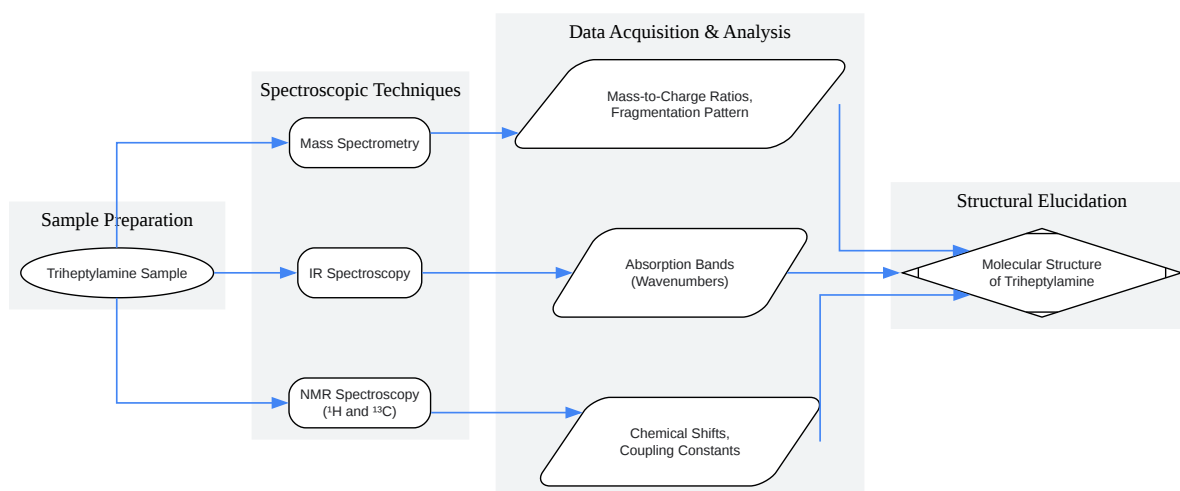 Data Acquisition & Analysis
Mass-to-Charge Ratios,
Fragmentation Pattern
Spectroscopic Techniques
Mass Spectrometry
Sample Preparation
Triheptylamine Sample
IR Spectroscopy
Absorption Bands
(Wavenumbers)
Structural Elucidation
Molecular Structure
of Triheptylamine
NMR Spectroscopy
(¹H and ¹³C)
Chemical Shifts,
Coupling Constants